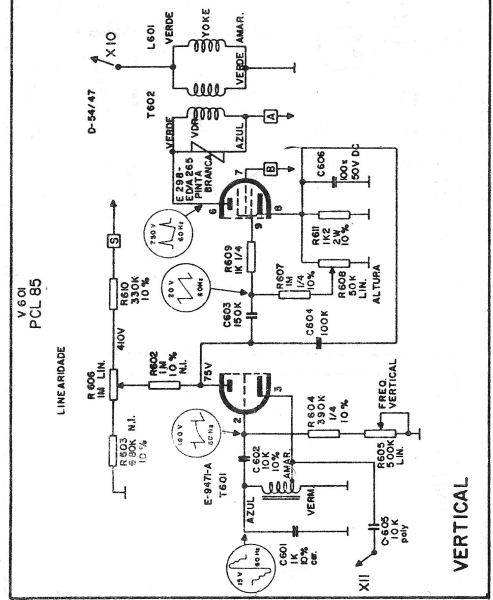 V 601
PCL 85
LINEARIDADE
R 606
1M LIN.
410V
R610
330K
10%
S
R603
680K N.I.
10%
R602
1M
10%
N.I.
75V
D-54/47
X10
L601
VERDE
YOKE
AMAR.
VERDE
T602
VERDE
VDR
AZUL
A
E 298-
ED/A 265
PINTA
BRANCA
750V
60Hz
6
7
B
8
9
20V
60Hz
R609
1K 1/4
C603
150K
R607
1M
1/4
10%
R608
50K
LIN.
ALTURA
R611
1K2
2W
10%
C606
100x
50V DC
C604
100K
160V
60Hz
2
3
E-9471-A
T601
C602
10K
10%
AMAR.
AZUL
VERM.
R604
390K
1/4
10%
R605
500K
LIN.
FREQ.
VERTICAL
15V
60Hz
C601
1K
10%
cer.
C-605
10K
poly
X11
VERTICAL